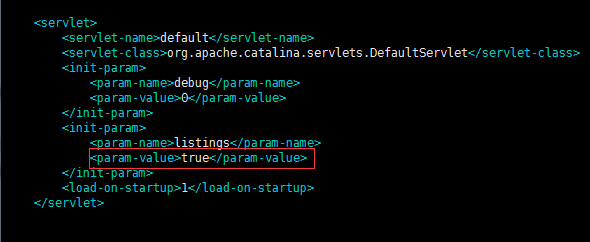 <servlet>
<servlet-name>default</servlet-name>
<servlet-class>org.apache.catalina.servlets.DefaultServlet</servlet-class>
<init-param>
<param-name>debug</param-name>
<param-value>0</param-value>
</init-param>
<init-param>
<param-name>listings</param-name>
<param-value>true</param-value>
</init-param>
<load-on-startup>1</load-on-startup>
</servlet>